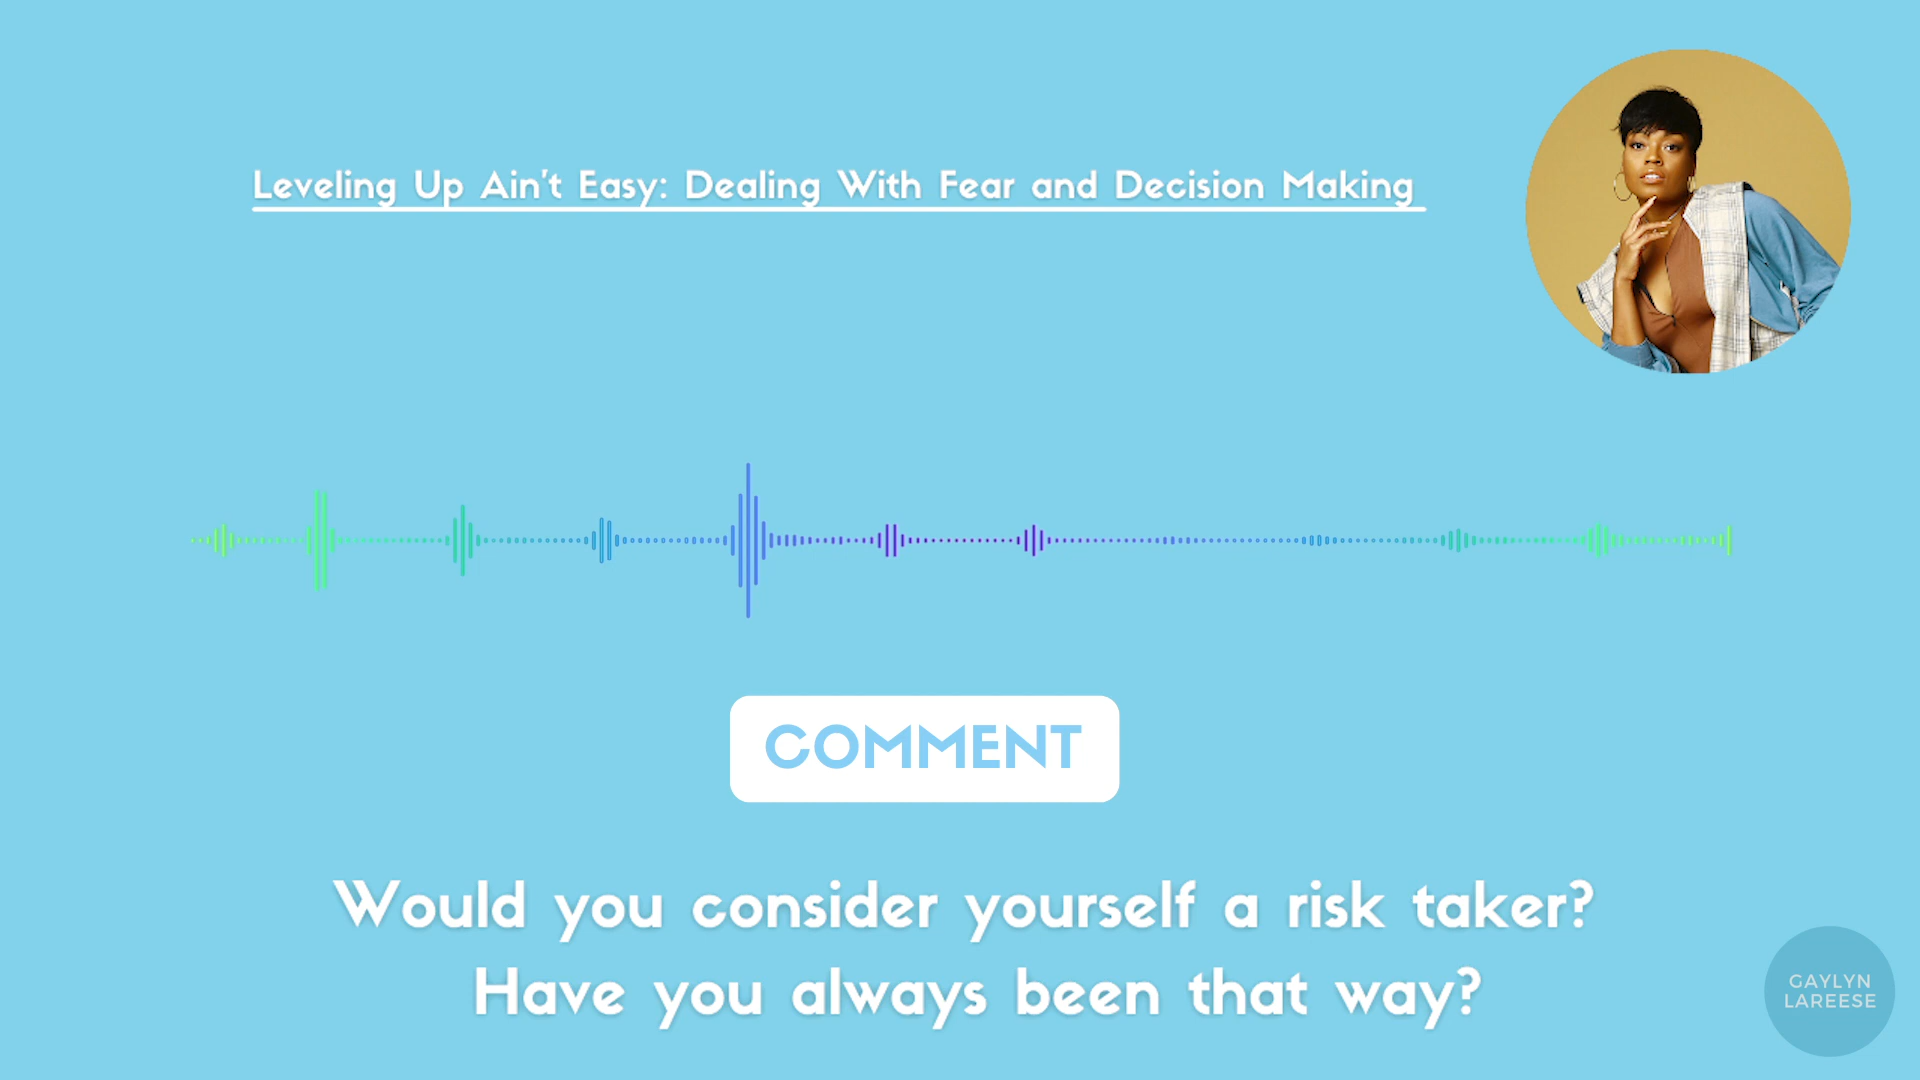 Leveling Up Ain't Easy: Dealing With Fear and Decision Making
COMMENT
Would you consider yourself a risk taker?
Have you always been that way?
GAYLYN
LAREESE